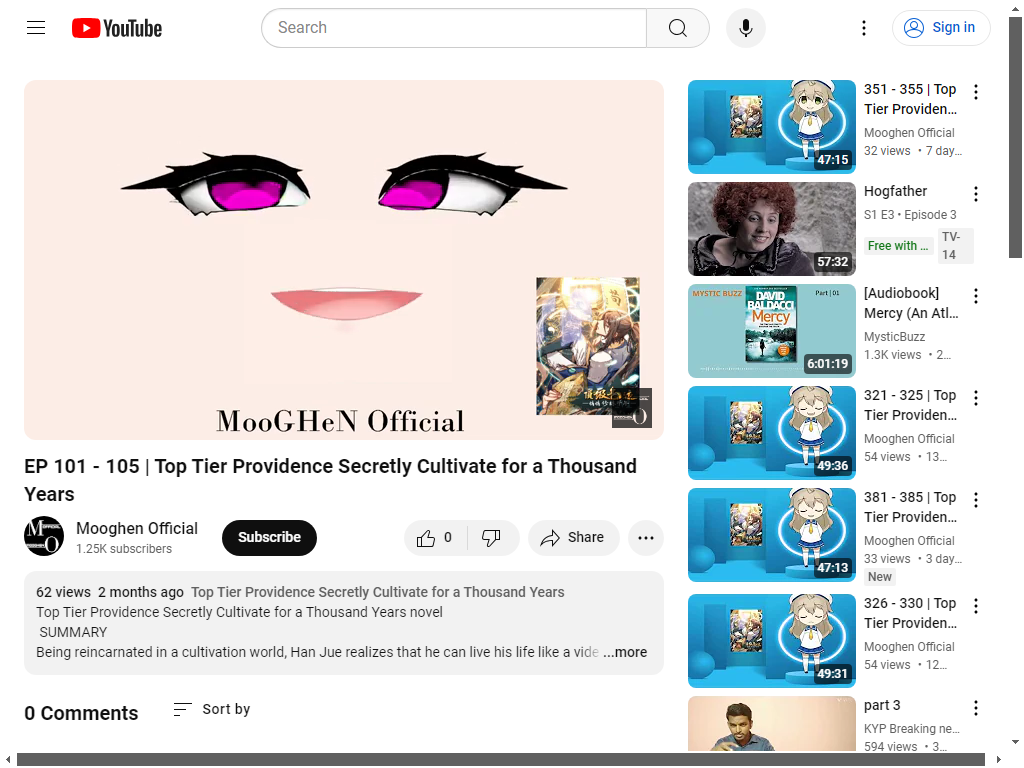 YouTube
Search
Sign in
MooGHeN Official
EP 101 - 105 | Top Tier Providence Secretly Cultivate for a Thousand
Years
Mooghen Official
1.25K subscribers
Subscribe
0
Share
62 views 2 months ago Top Tier Providence Secretly Cultivate for a Thousand Years
Top Tier Providence Secretly Cultivate for a Thousand Years novel
SUMMARY
Being reincarnated in a cultivation world, Han Jue realizes that he can live his life like a vide ...more
0 Comments
Sort by
47:15
351 - 355 | Top
Tier Providen...
Mooghen Official
32 views • 7 day...
57:32
Hogfather
S1 E3 • Episode 3
Free with ...
TV-
14
MYSTIC BUZZ
Part | 01
DAVID
BALDACCI
Mercy
6:01:19
[Audiobook]
Mercy (An Atl...
MysticBuzz
1.3K views • 2...
49:36
321 - 325 | Top
Tier Providen...
Mooghen Official
54 views • 13...
47:13
381 - 385 | Top
Tier Providen...
Mooghen Official
33 views • 3 day...
New
49:31
326 - 330 | Top
Tier Providen...
Mooghen Official
54 views • 12...
part 3
KYP Breaking ne...
594 views • 3...